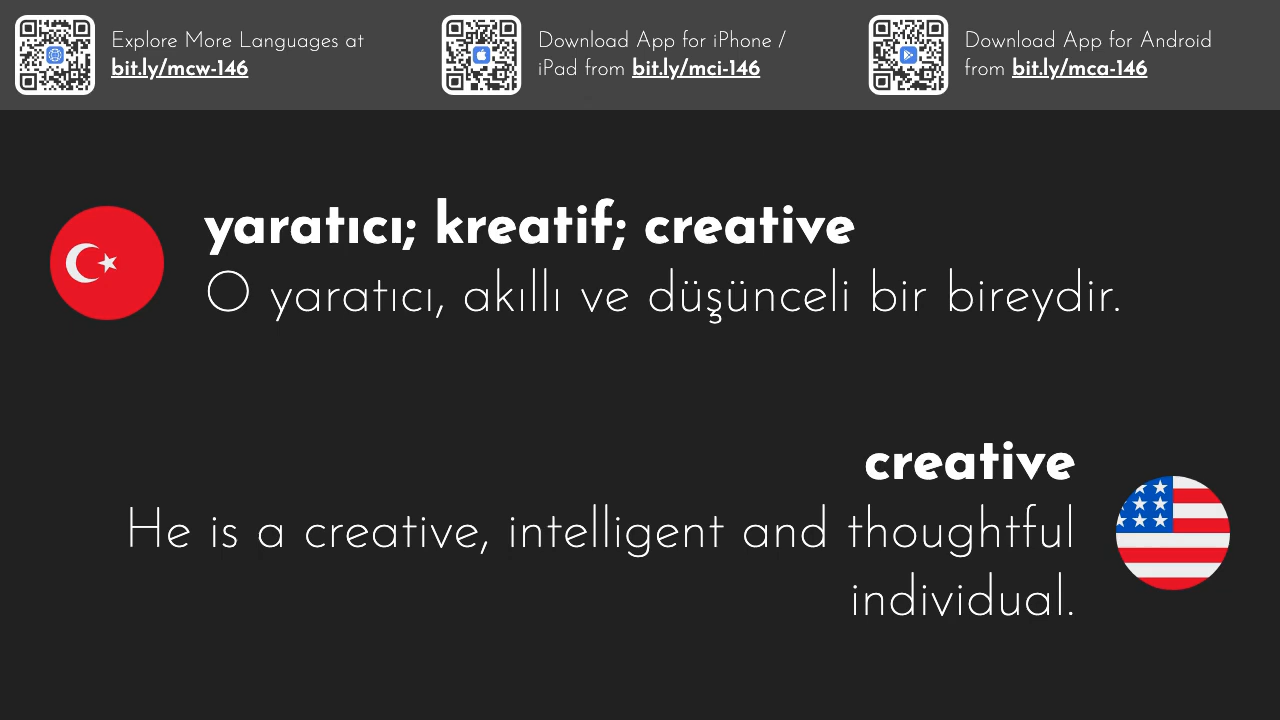 Explore More Languages at
bit.ly/mcw-146
Download App for iPhone /
iPad from bit.ly/mci-146
Download App for Android
from bit.ly/mca-146
yaratıcı; kreatif; creative
O yaratıcı, akıllı ve düşünceli bir bireydir.
creative
He is a creative, intelligent and thoughtful
individual.